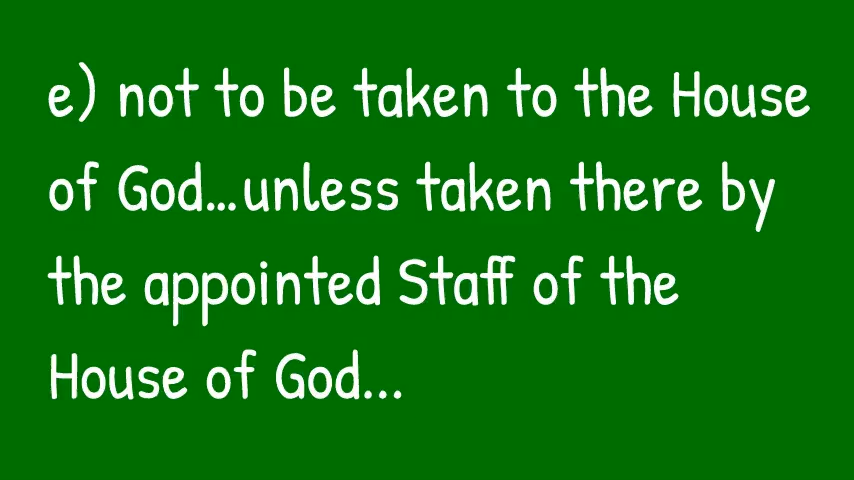 e) not to be taken to the House
of God...unless taken there by
the appointed Staff of the
House of God...